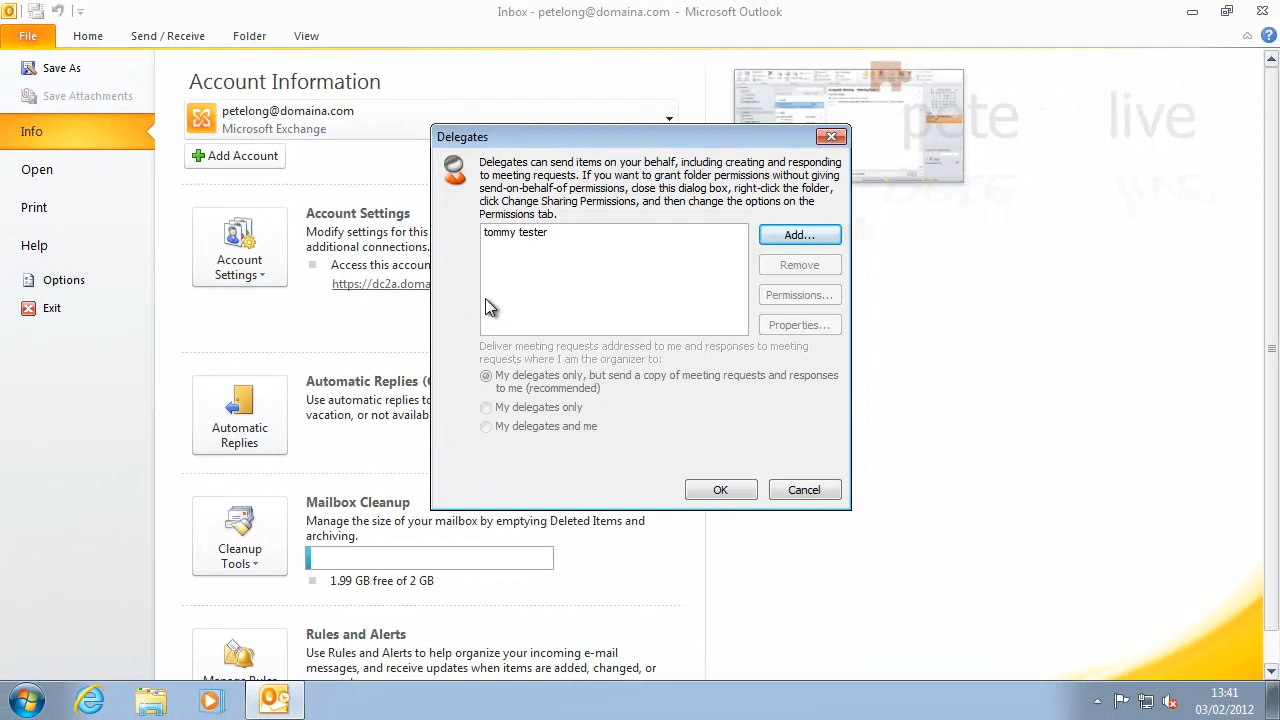 Inbox - petelong@domaina.com - Microsoft Outlook
File Home Send / Receive Folder View
Save As
Save Attachments
Info
Open
Print
Help
Options
Exit
Account Information
petelong@domaina.com
Microsoft Exchange
Add Account
Account Settings
Account Settings
Modify settings for this
additional connections.
Access this accou
https://dc2a.doma
Automatic Replies
Automatic Replies (
Use automatic replies to
vacation, or not availab
Cleanup Tools
Mailbox Cleanup
Manage the size of your mailbox by emptying Deleted Items and
archiving.
1.99 GB free of 2 GB
Manage Rules
Rules and Alerts
Use Rules and Alerts to help organize your incoming e-mail
messages, and receive updates when items are added, changed, or
Delegates
Delegates can send items on your behalf, including creating and responding
to meeting requests. If you want to grant folder permissions without giving
send-on-behalf-of permissions, close this dialog box, right-click the folder,
click Change Sharing Permissions, and then change the options on the
Permissions tab.
tommy tester
Add...
Remove
Permissions...
Properties...
Deliver meeting requests addressed to me and responses to meeting
requests where I am the organizer to:
My delegates only, but send a copy of meeting requests and responses
to me (recommended)
My delegates only
My delegates and me
OK Cancel
pete
live
13:41
03/02/2012